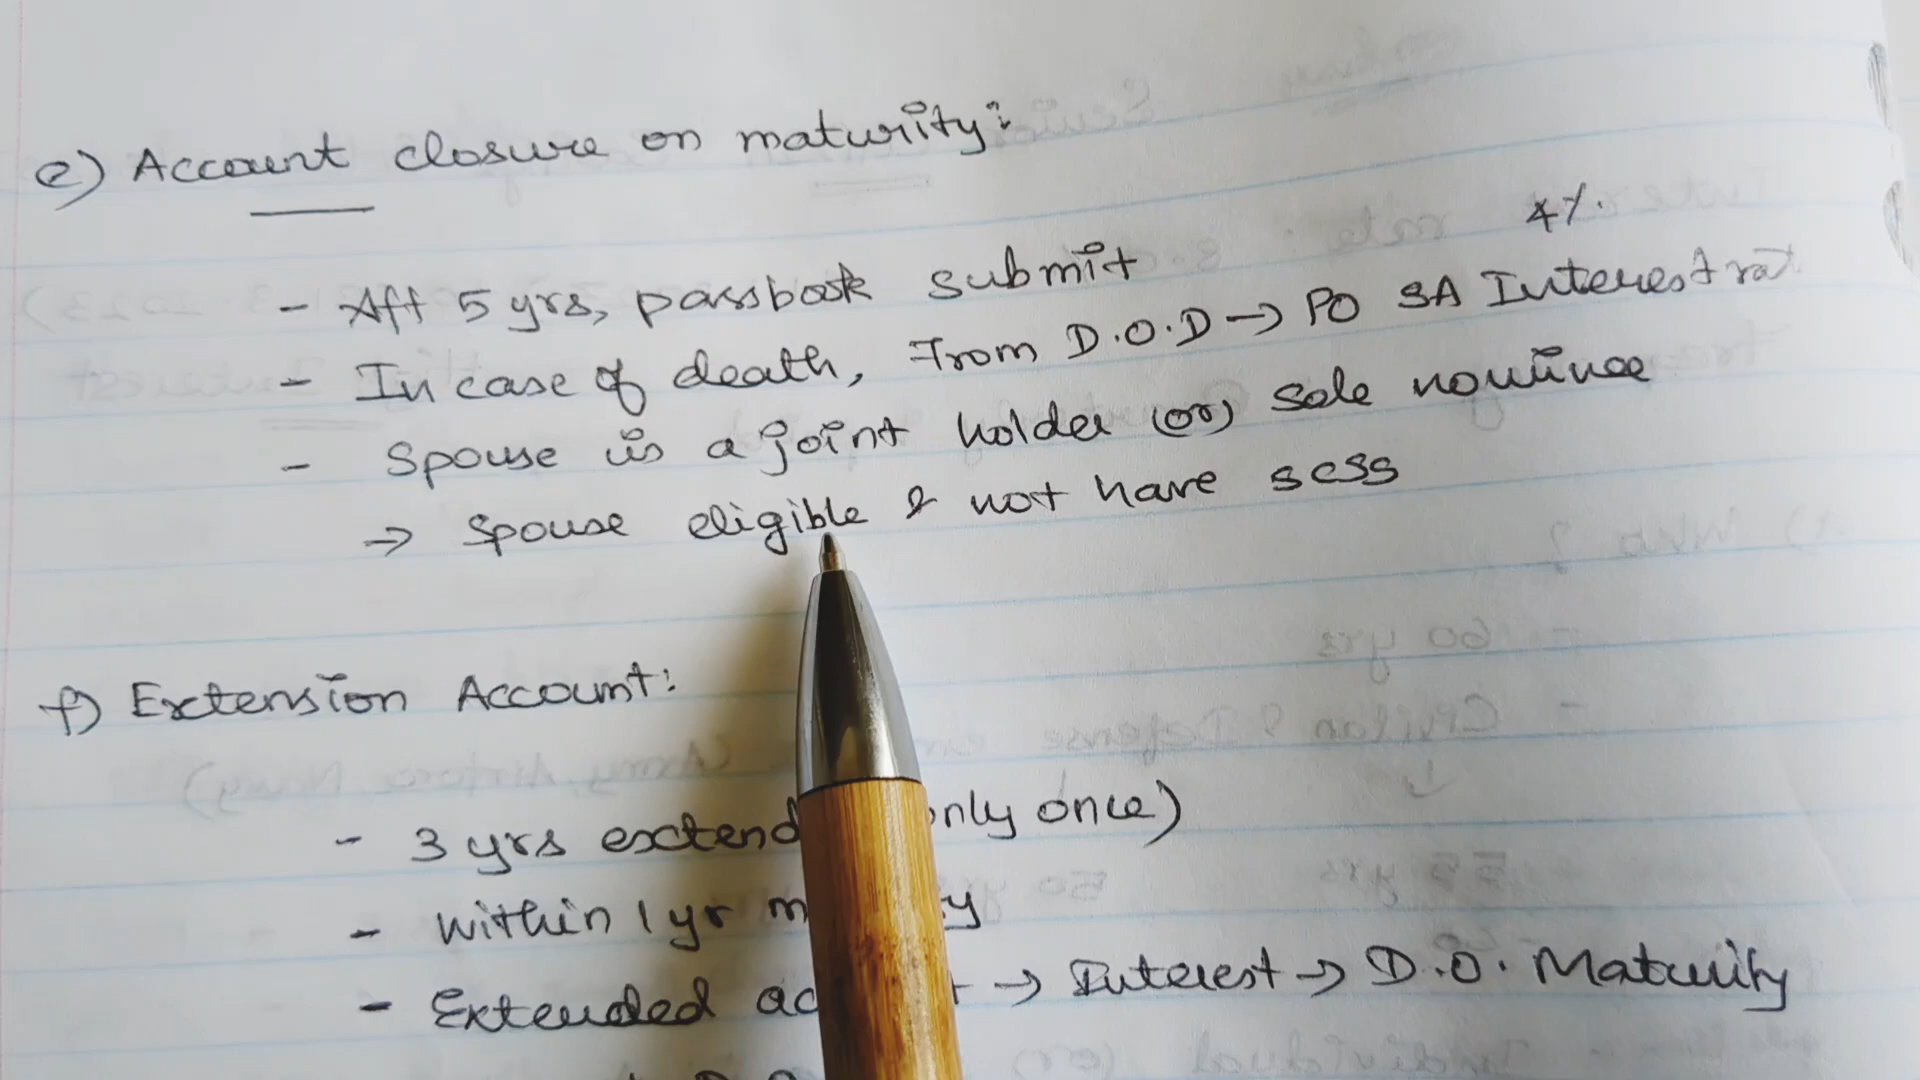 e) Account closure on maturity:
4%.
- Aft 5 yrs, passbook submit
- In case of death, From D.O.D → PO SA Interest rat
- Spouse is a joint holder (or) sole nominee
→ Spouse eligible & not have scss
f) Extension Account:
- 3 yrs extend only once)
- within 1 yr
- Extended → Interest → D.O. Maturity